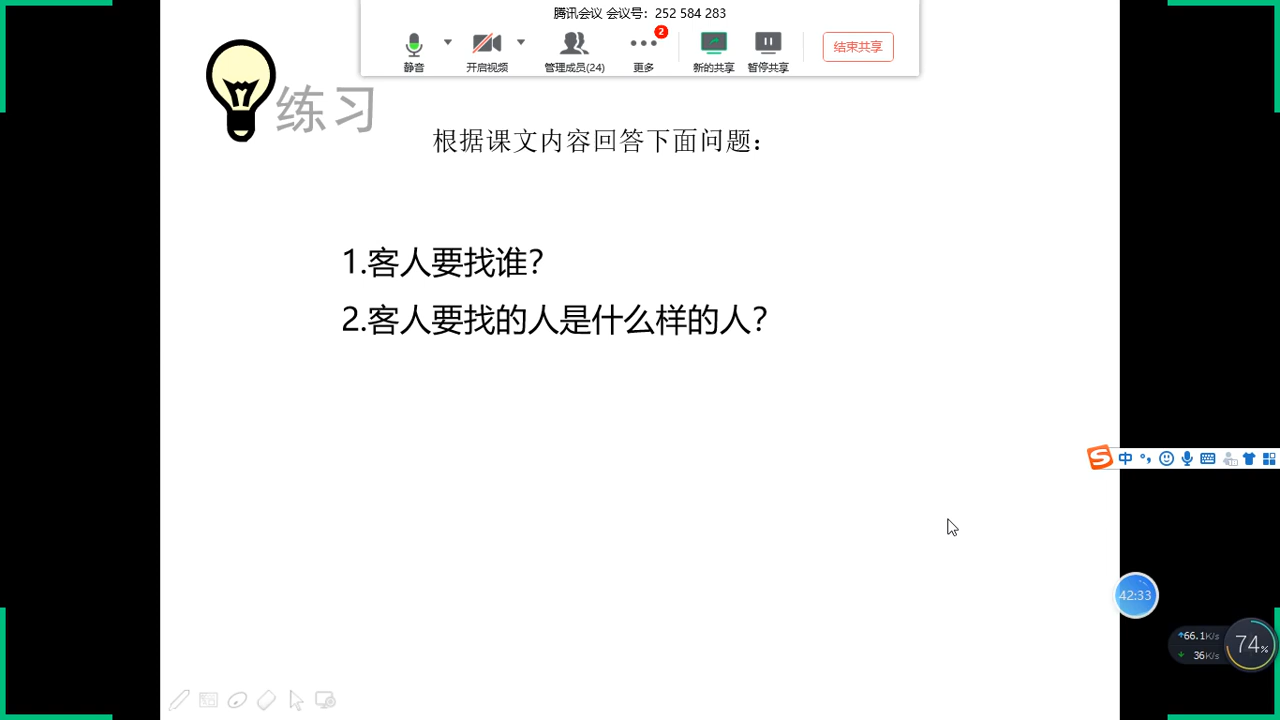 腾讯会议 会议号：252 584 283
2
静音
开启视频
管理成员(24)
更多
新的共享
暂停共享
结束共享
练习
根据课文内容回答下面问题：
1.客人要找谁？
2.客人要找的人是什么样的人？
中
42:33
66.1K/s
36K/s
74%